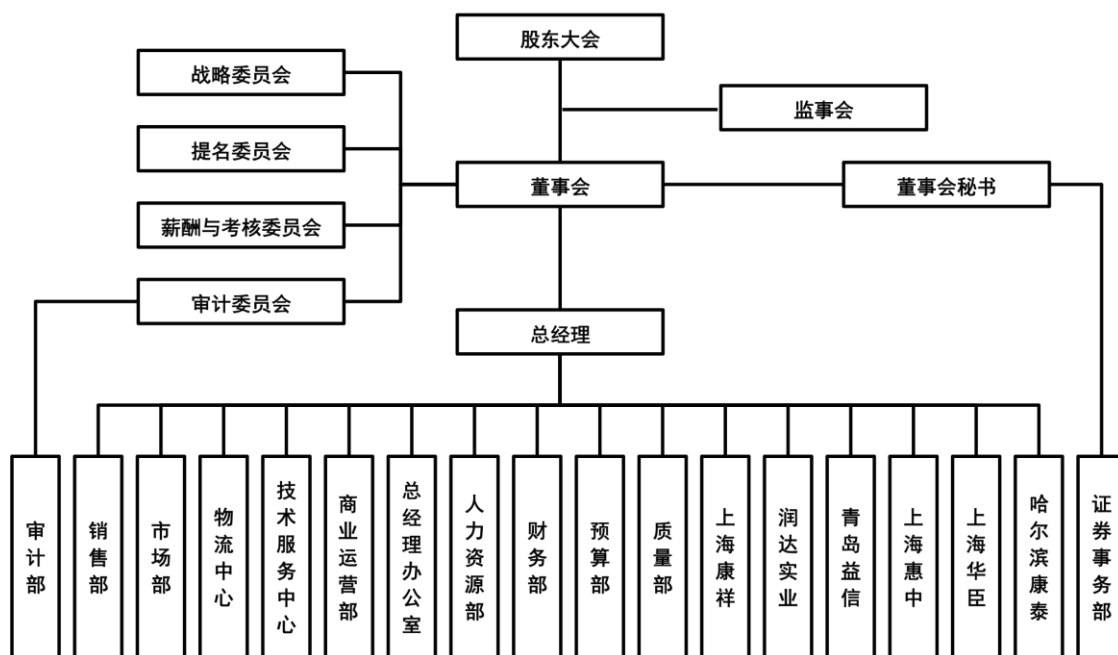 股东大会
战略委员会
监事会
提名委员会
董事会
董事会秘书
薪酬与考核委员会
审计委员会
总经理
审计部
销售部
市场部
物流中心
技术服务中心
商业运营部
总经理办公室
人力资源部
财务部
预算部
质量部
上海康祥
润达实业
青岛益信
上海惠中
上海华臣
哈尔滨康泰
证券事务部